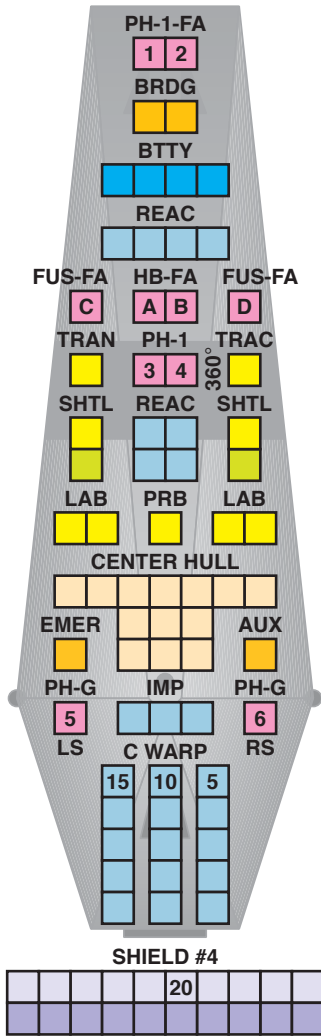 PH-1-FA
1 2
BRDG
BTTY
REAC
FUS-FA HB-FA FUS-FA
C A B D
TRAN PH-1 TRAC
3 4 360°
SHTL REAC SHTL
LAB PRB LAB
CENTER HULL
EMER AUX
PH-G IMP PH-G
5 6
LS RS
C WARP
15 10 5
SHIELD #4
20